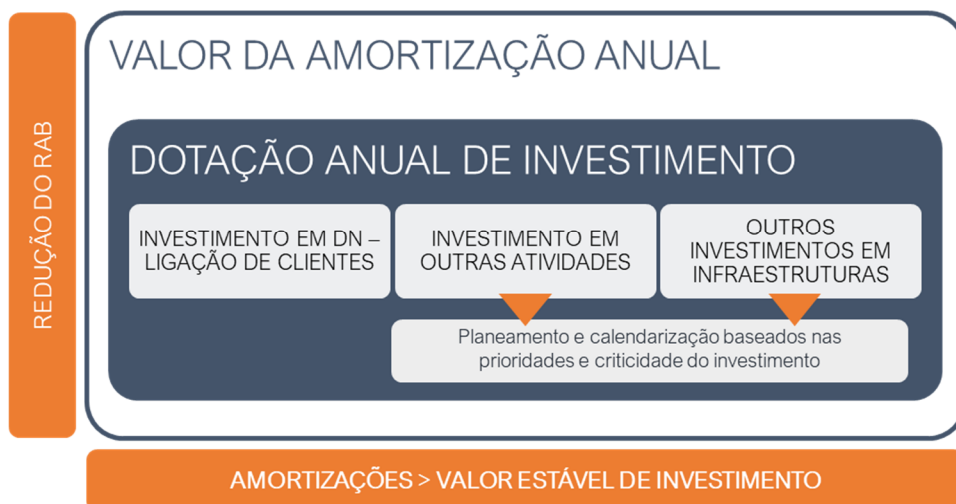 REDUÇÃO DO RAB
VALOR DA AMORTIZAÇÃO ANUAL
DOTAÇÃO ANUAL DE INVESTIMENTO
INVESTIMENTO EM DN –
LIGAÇÃO DE CLIENTES
INVESTIMENTO EM
OUTRAS ATIVIDADES
OUTROS
INVESTIMENTOS EM
INFRAESTRUTURAS
Planeamento e calendarização baseados nas
prioridades e criticidade do investimento
AMORTIZAÇÕES > VALOR ESTÁVEL DE INVESTIMENTO